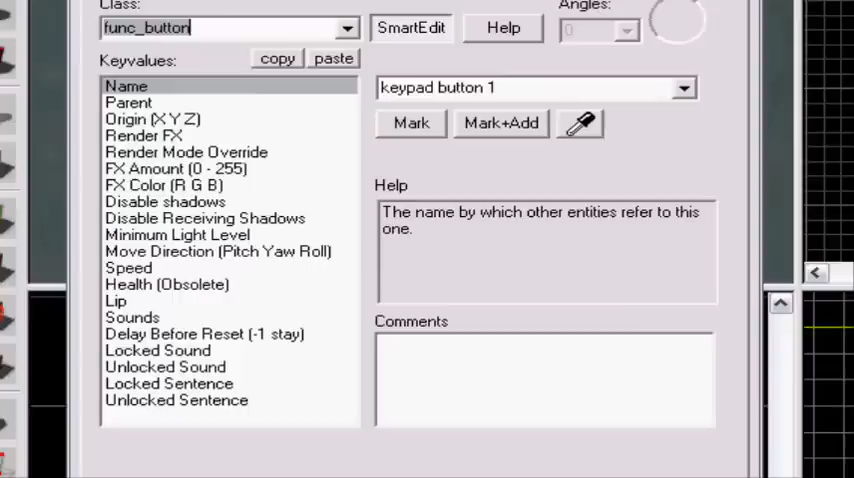 Class:
Angles:
func_button
SmartEdit
Help
0
Keyvalues:
copy
paste
keypad button 1
Name
Parent
Origin (X Y Z)
Mark
Mark+Add
Render FX
Render Mode Override
FX Amount (0 - 255)
FX Color (R G B)
Help
Disable shadows
Disable Receiving Shadows
Minimum Light Level
Move Direction (Pitch Yaw Roll)
The name by which other entities refer to this
one.
Speed
Health (Obsolete)
Lip
Sounds
Comments
Delay Before Reset (-1 stay)
Locked Sound
Unlocked Sound
Locked Sentence
Unlocked Sentence